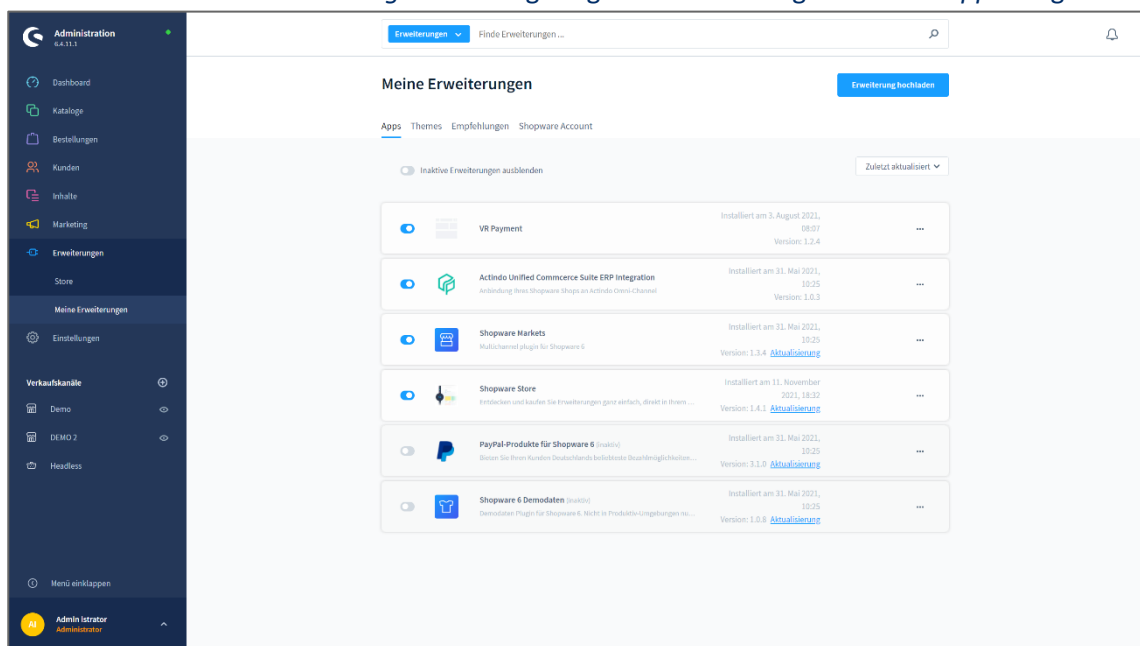 Administration
6.4.11.1
Erweiterungen
Finde Erweiterungen ...
Dashboard
Kataloge
Bestellungen
Kunden
Inhalte
Marketing
Erweiterungen
Store
Meine Erweiterungen
Einstellungen
Verkaufskanäle
Demo
DEMO 2
Headless
Menü einklappen
AI
Admin istrator
Administrator
Meine Erweiterungen
Erweiterung hochladen
Apps Themes Empfehlungen Shopware Account
Inaktive Erweiterungen ausblenden
Zuletzt aktualisiert
VR Payment
Installiert am 3. August 2021,
08:07
Version: 1.2.4
Actindo Unified Commcerce Suite ERP Integration
Anbindung Ihres Shopware Shops an Actindo Omni-Channel
Installiert am 31. Mai 2021,
10:25
Version: 1.0.3
Shopware Markets
Multichannel plugin für Shopware 6
Installiert am 31. Mai 2021,
10:25
Version: 1.3.4 Aktualisierung
Shopware Store
Entdecken und kaufen Sie Erweiterungen ganz einfach, direkt in Ihrem ...
Installiert am 11. November
2021, 18:32
Version: 1.4.1 Aktualisierung
PayPal-Produkte für Shopware 6 (inaktiv)
Bieten Sie Ihren Kunden Deutschlands beliebteste Bezahlmöglichkeiten ...
Installiert am 31. Mai 2021,
10:25
Version: 3.1.0 Aktualisierung
Shopware 6 Demodaten (inaktiv)
Demodaten Plugin für Shopware 6. Nicht in Produktiv-Umgebungen nu...
Installiert am 31. Mai 2021,
10:25
Version: 1.0.8 Aktualisierung